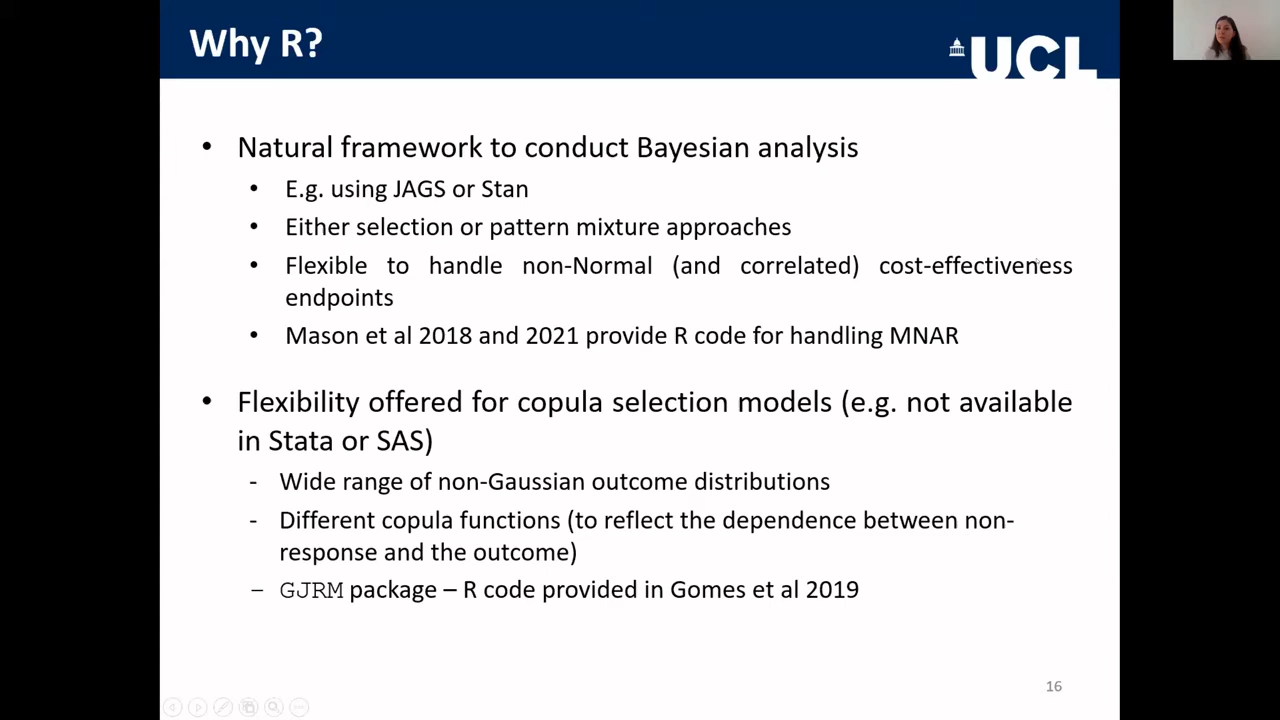 Why R?
UCL
• Natural framework to conduct Bayesian analysis
• E.g. using JAGS or Stan
• Either selection or pattern mixture approaches
• Flexible to handle non-Normal (and correlated) cost-effectiveness
endpoints
• Mason et al 2018 and 2021 provide R code for handling MNAR
• Flexibility offered for copula selection models (e.g. not available
in Stata or SAS)
- Wide range of non-Gaussian outcome distributions
- Different copula functions (to reflect the dependence between non-
response and the outcome)
– GJRM package – R code provided in Gomes et al 2019
16